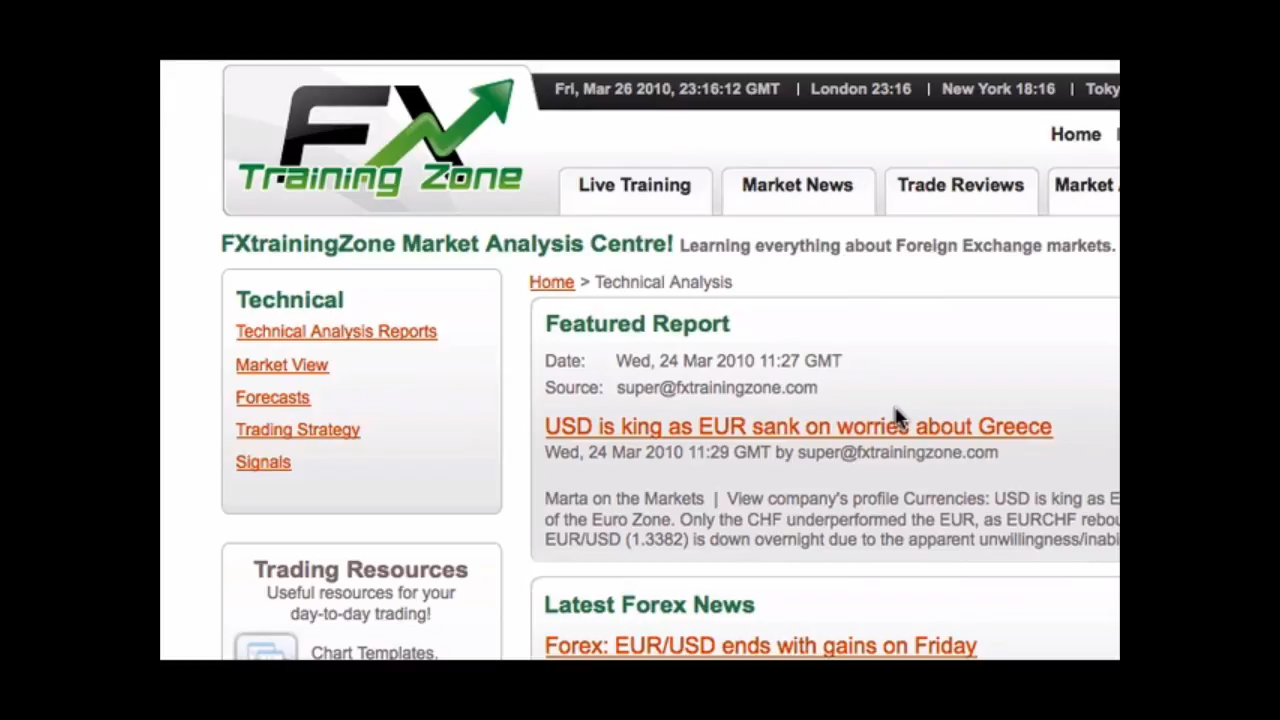 Fri, Mar 26 2010, 23:16:12 GMT | London 23:16 | New York 18:16 | Toky
FX
Training Zone
Home
Live Training
Market News
Trade Reviews
Market
FXtrainingZone Market Analysis Centre! Learning everything about Foreign Exchange markets.
Technical
Technical Analysis Reports
Market View
Forecasts
Trading Strategy
Signals
Trading Resources
Useful resources for your
day-to-day trading!
Chart Templates,
Home > Technical Analysis
Featured Report
Date: Wed, 24 Mar 2010 11:27 GMT
Source: super@fxtrainingzone.com
USD is king as EUR sank on worries about Greece
Wed, 24 Mar 2010 11:29 GMT by super@fxtrainingzone.com
Marta on the Markets | View company's profile Currencies: USD is king as E
of the Euro Zone. Only the CHF underperformed the EUR, as EURCHF rebou
EUR/USD (1.3382) is down overnight due to the apparent unwillingness/inabi
Latest Forex News
Forex: EUR/USD ends with gains on Friday